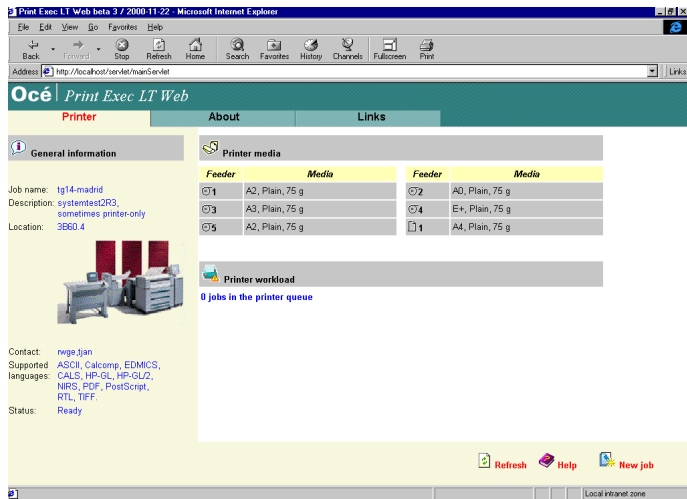 Print Exec LT Web beta 3 / 2000-11-22 - Microsoft Internet Explorer
File Edit View Go Favorites Help
Back Forward Stop Refresh Home Search Favorites History Channels Fullscreen Print
Address http://localhost/servlet/mainServlet Links
Océ Print Exec LT Web
Printer About Links
General information
Job name: tg14-madrid
Description: systemtest2R3,
sometimes printer-only
Location: 3B60.4
Contact: rwge,tjan
Supported ASCII, Calcomp, EDMICS,
languages: CALS, HP-GL, HP-GL/2,
NIRS, PDF, PostScript,
RTL, TIFF.
Status: Ready
Printer media
Feeder Media Feeder Media
1 A2, Plain, 75 g 2 A0, Plain, 75 g
3 A3, Plain, 75 g 4 E+, Plain, 75 g
5 A2, Plain, 75 g 1 A4, Plain, 75 g
Printer workload
0 jobs in the printer queue
Refresh Help New job
Local intranet zone